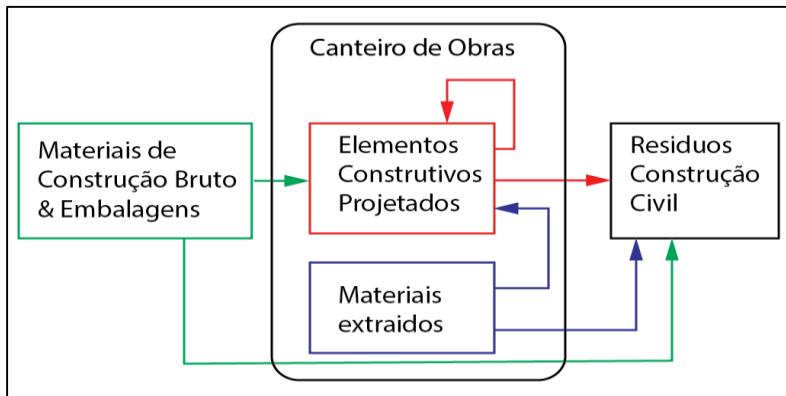 Canteiro de Obras
Materiais de
Construção Bruto
& Embalagens
Elementos
Construtivos
Projetados
Residuos
Construção
Civil
Materiais
extraidos